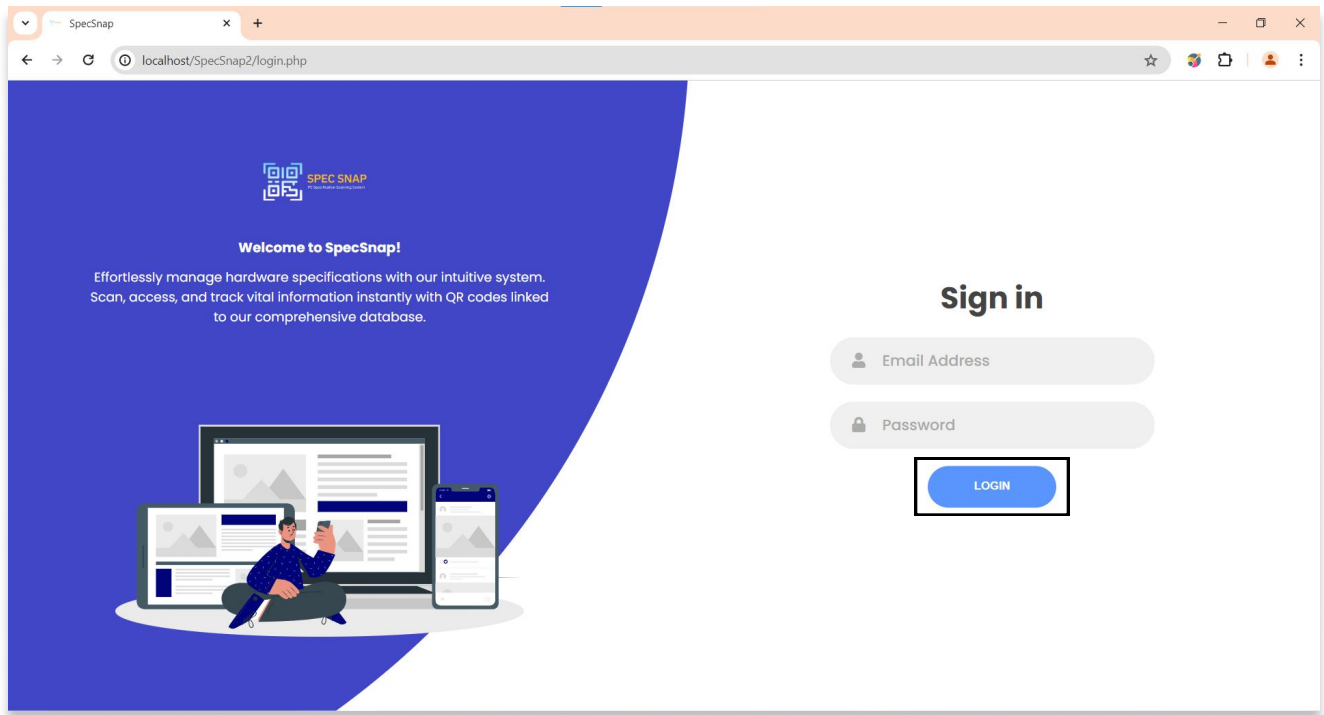 SpecSnap
localhost/SpecSnap2/login.php
SPEC SNAP
Welcome to SpecSnap!
Effortlessly manage hardware specifications with our intuitive system.
Scan, access, and track vital information instantly with QR codes linked
to our comprehensive database.
Sign in
Email Address
Password
LOGIN